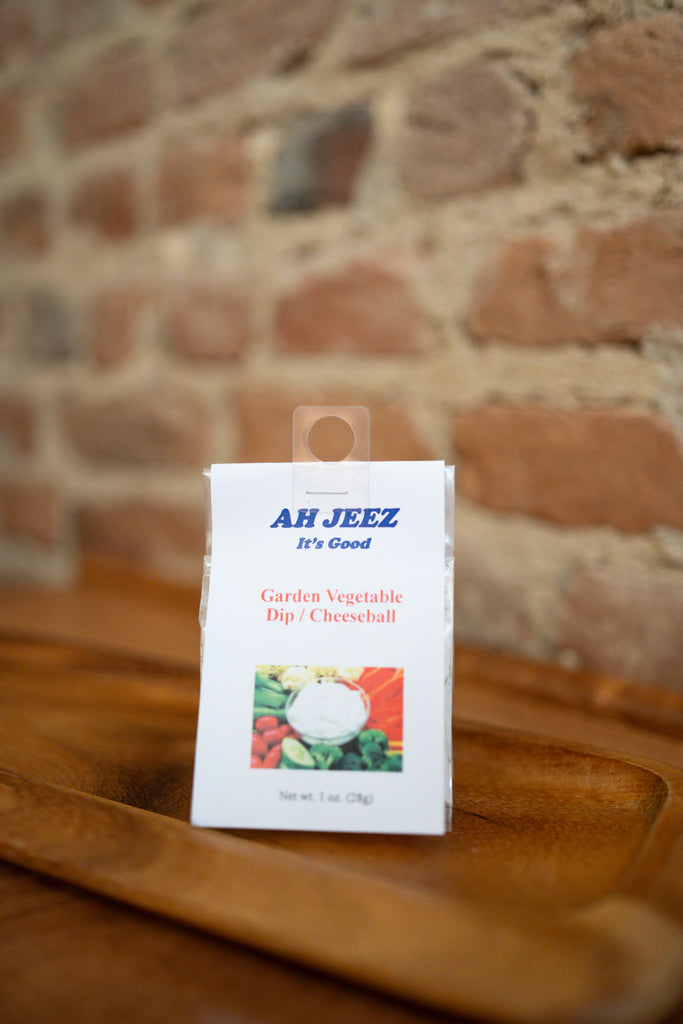 AH JEEZ
It's Good
Garden Vegetable
Dip / Cheeseball
Net wt. 1 oz. (28g)